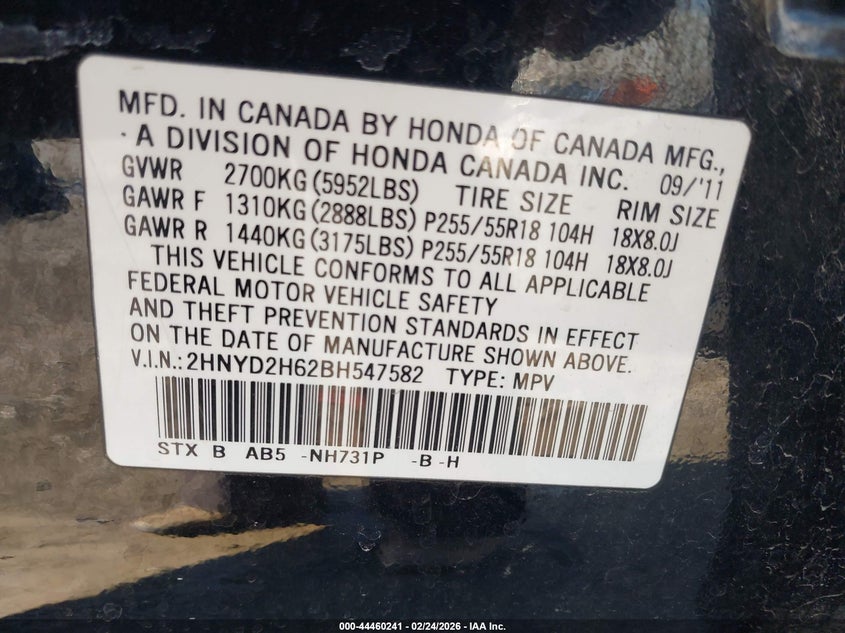 MFD. IN CANADA BY HONDA OF CANADA MFG.,
· A DIVISION OF HONDA CANADA INC. 09/'11
GVWR 2700KG (5952LBS) TIRE SIZE RIM SIZE
GAWR F 1310KG (2888LBS) P255/55R18 104H 18X8.0J
GAWR R 1440KG (3175LBS) P255/55R18 104H 18X8.0J
THIS VEHICLE CONFORMS TO ALL APPLICABLE
FEDERAL MOTOR VEHICLE SAFETY
AND THEFT PREVENTION STANDARDS IN EFFECT
ON THE DATE OF MANUFACTURE SHOWN ABOVE.
V.I.N.: 2HNYD2H62BH547582 TYPE: MPV
STX B AB5 -NH731P -B -H
000-44460241 - 02/24/2026 - IAA Inc.